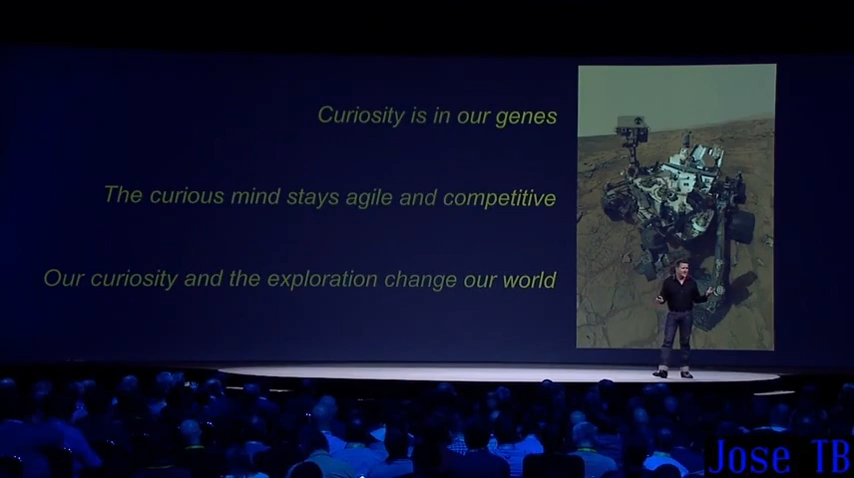 Curiosity is in our genes
The curious mind stays agile and competitive
Our curiosity and the exploration change our world
Jose TB